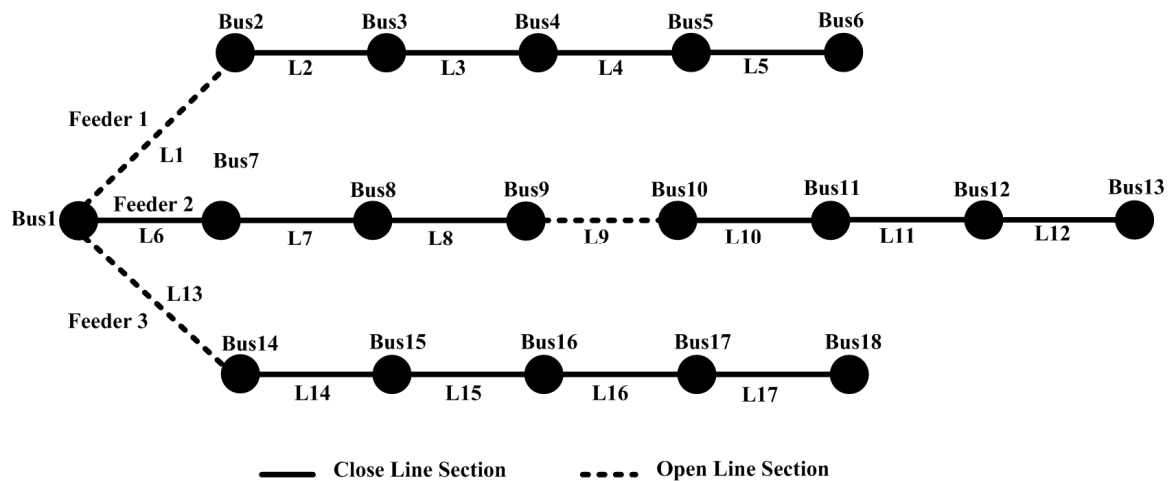 Bus2 Bus3 Bus4 Bus5 Bus6
L2 L3 L4 L5
Feeder 1
L1
Bus7
Bus8 Bus9 Bus10 Bus11 Bus12 Bus13
Bus1 Feeder 2
L6 L7 L8 L9 L10 L11 L12
L13
Feeder 3
Bus14 Bus15 Bus16 Bus17 Bus18
L14 L15 L16 L17
Close Line Section Open Line Section